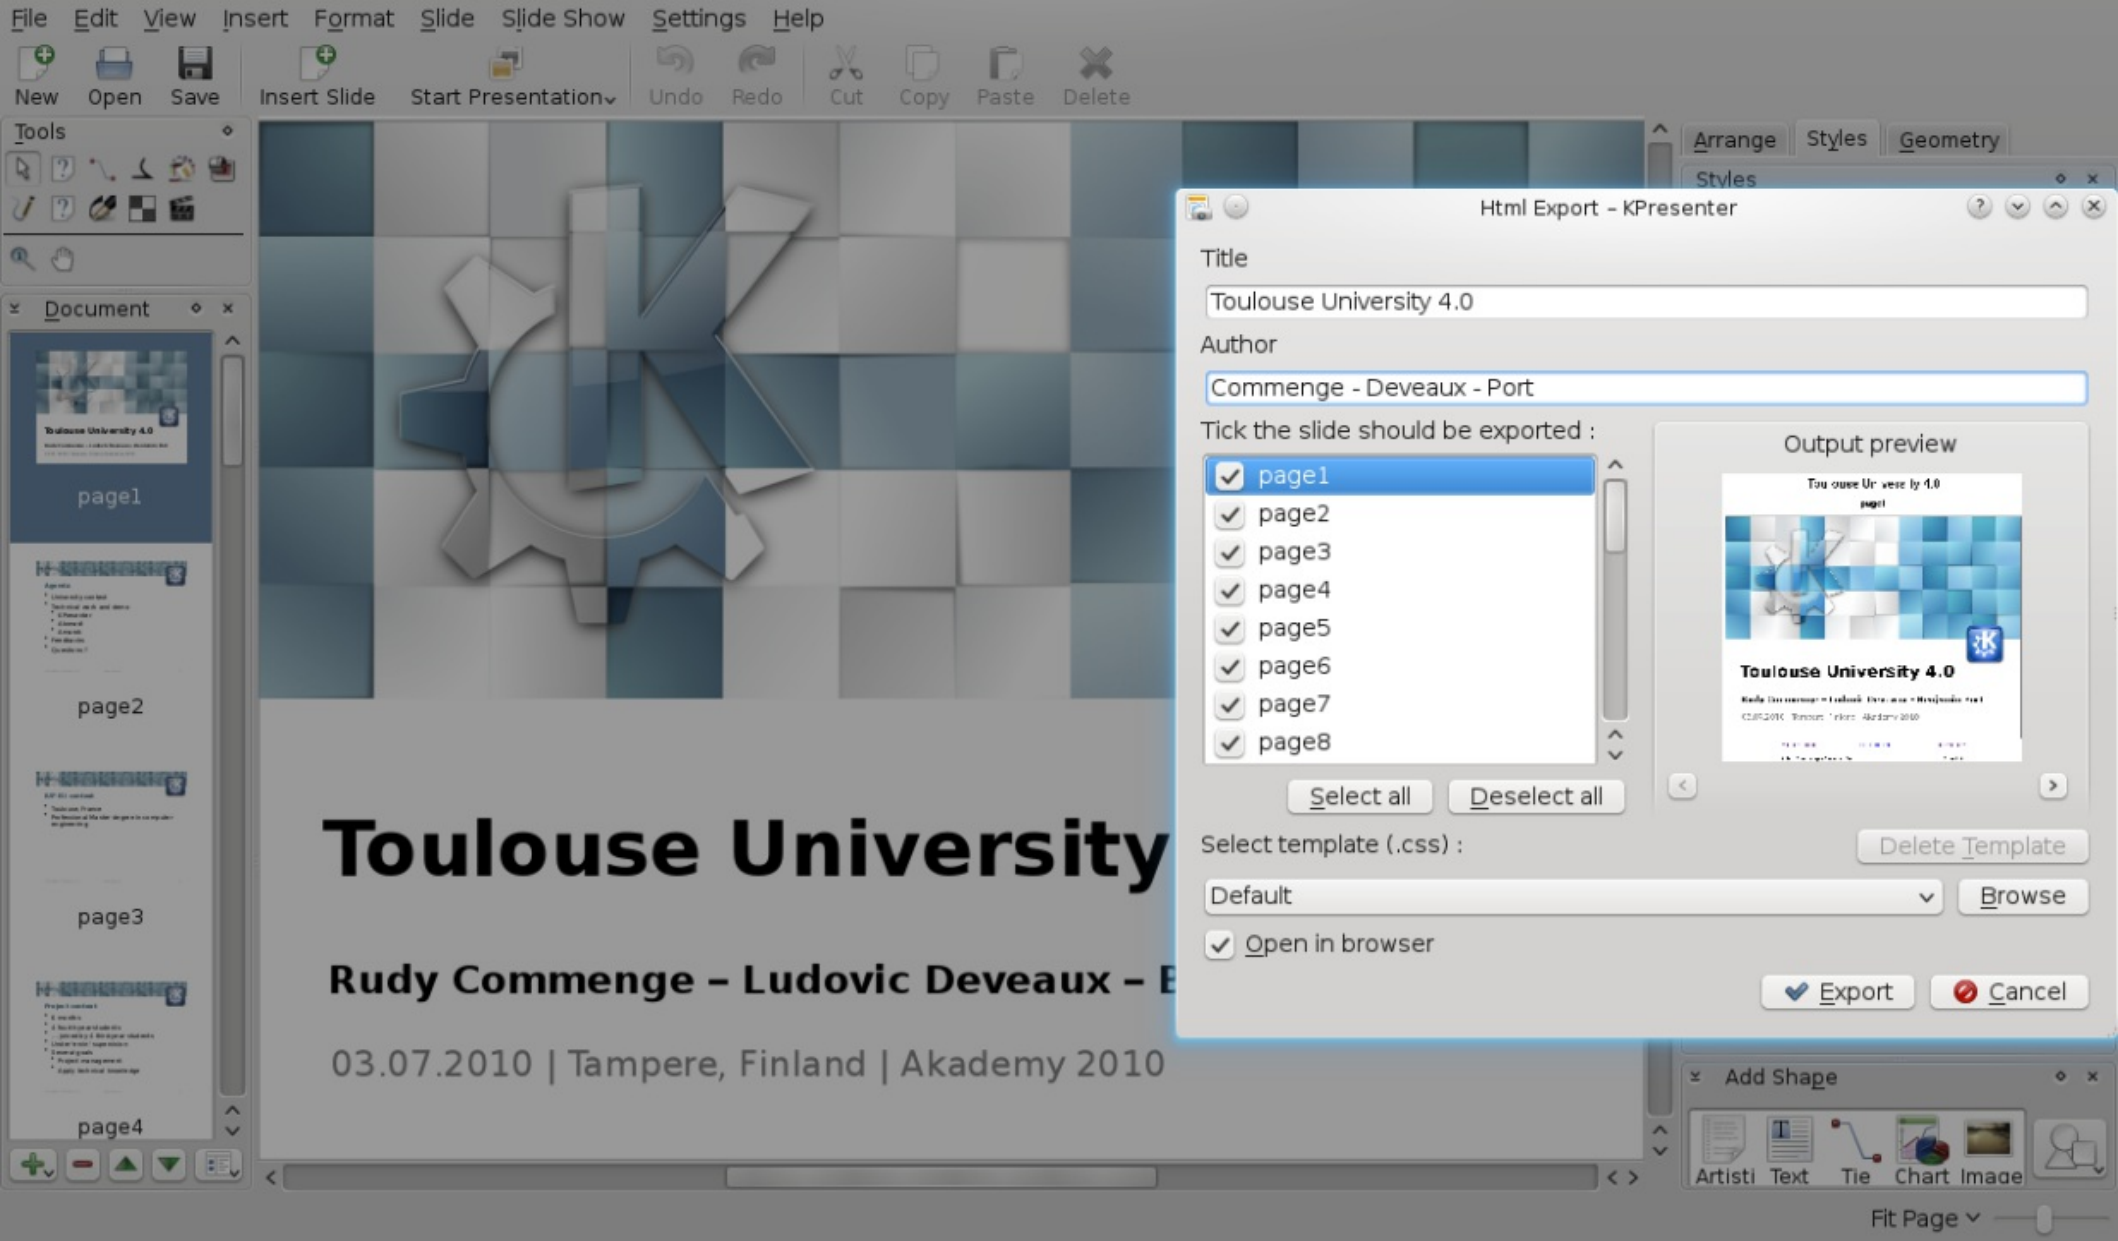 File Edit View Insert Format Slide Slide Show Settings Help
New Open Save Insert Slide Start Presentation Undo Redo Cut Copy Paste Delete
Tools
Document
Toulouse University 4.0
page1
page2
page3
page4
Toulouse University
Rudy Commenge – Ludovic Deveaux –
03.07.2010 | Tampere, Finland | Akademy 2010
Arrange Styles Geometry
Styles
Html Export – KPresenter
Title
Toulouse University 4.0
Author
Commenge - Deveaux - Port
Tick the slide should be exported :
page1
page2
page3
page4
page5
page6
page7
page8
Select all Deselect all
Output preview
page1
Toulouse University 4.0
Select template (.css) :
Delete Template
Default
Browse
Open in browser
Export Cancel
Add Shape
Artisti Text Tie Chart Image
Fit Page